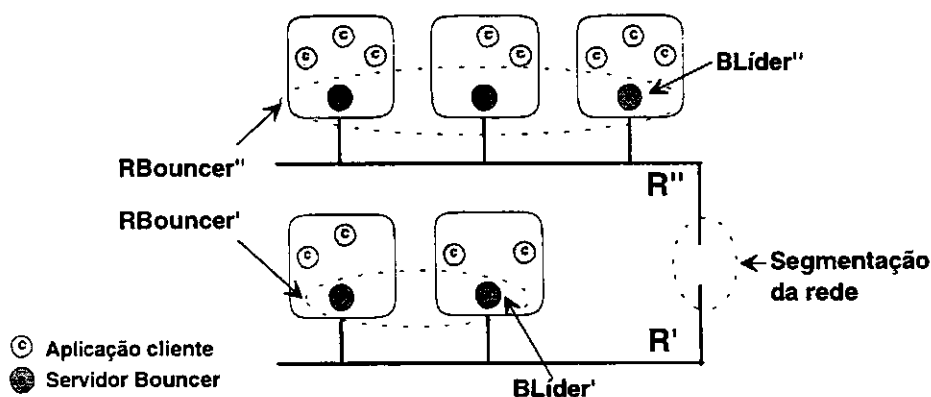 c c c c c c c c
BLíder''
RBouncer''
R''
RBouncer'
c c c c
Segmentação
da rede
R'
c Aplicação cliente
Servidor Bouncer
BLíder'